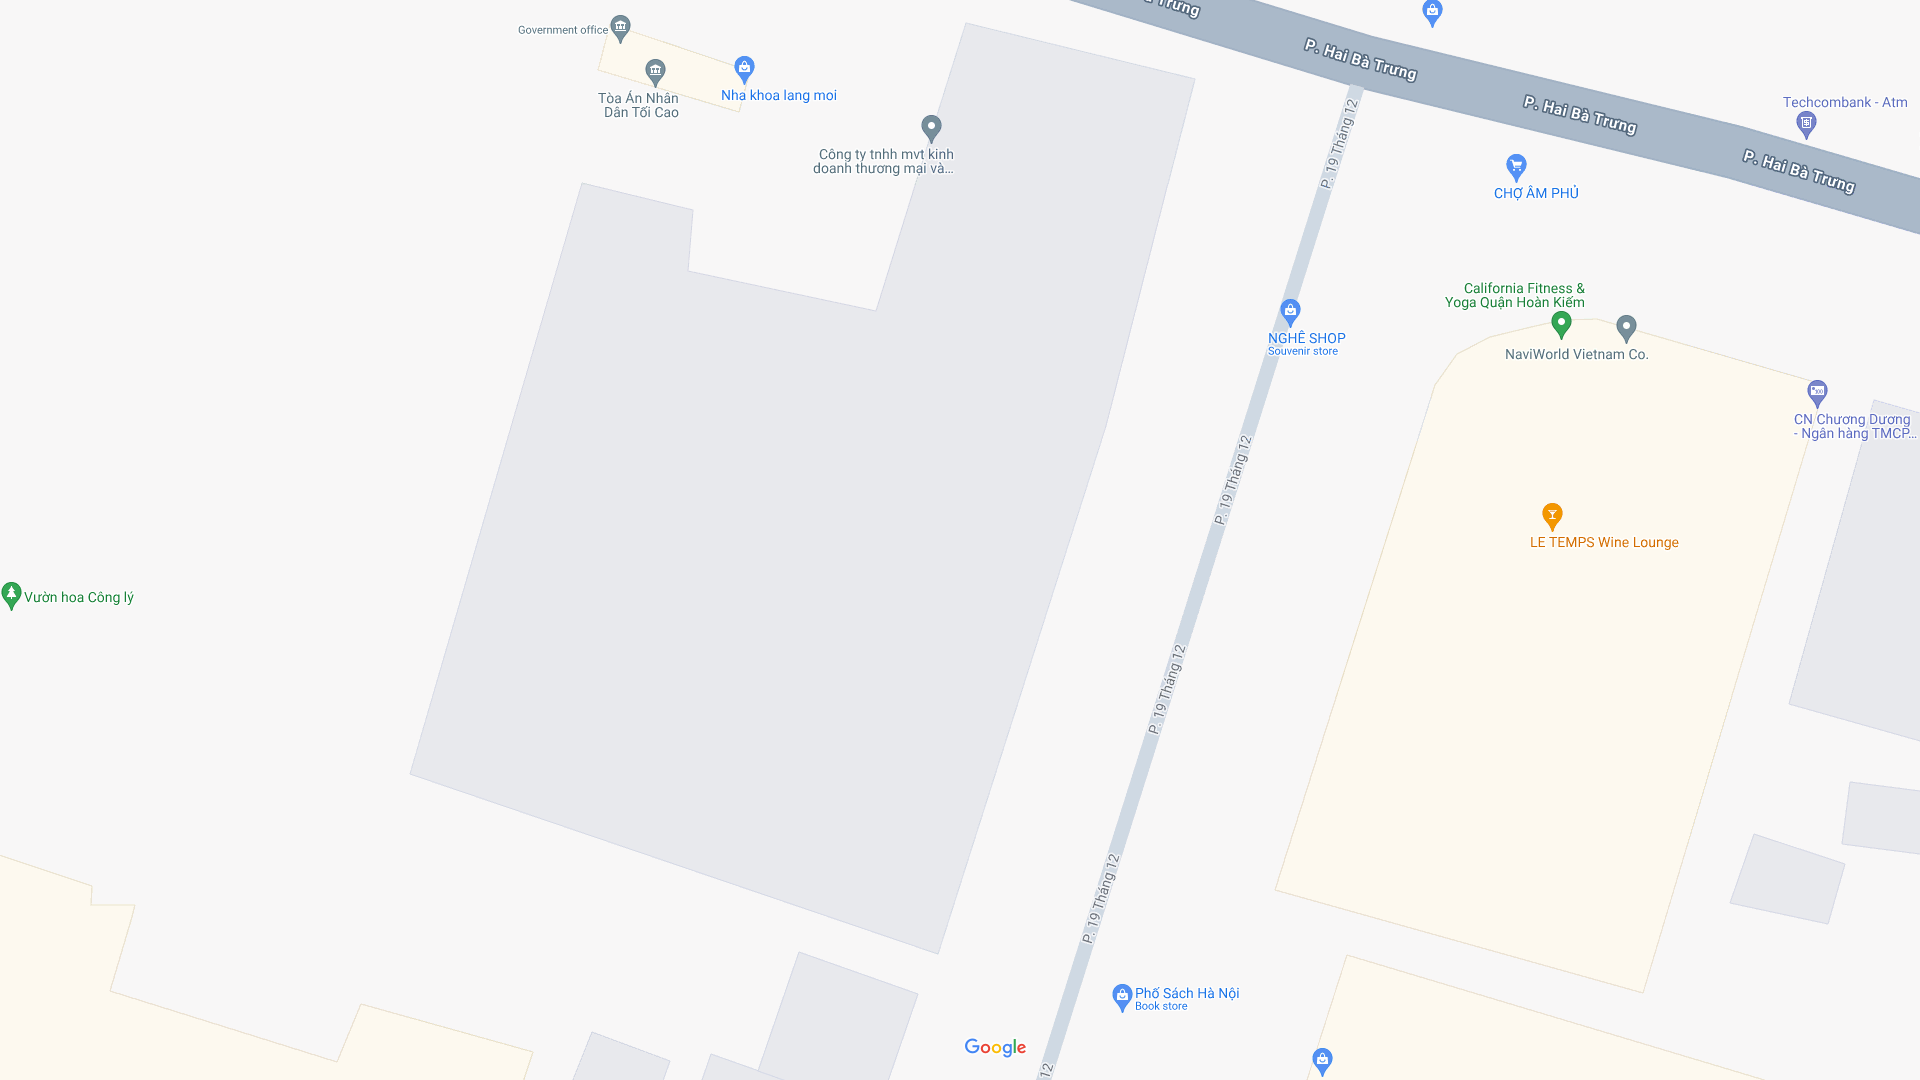 Trưng
P. Hai Bà Trưng
P. Hai Bà Trưng
P. Hai Bà Trưng
Government office
Tòa Án Nhân
Dân Tối Cao
Nha khoa lang moi
Công ty tnhh mvt kinh
doanh thương mại và...
P. 19 Tháng 12
Techcombank - Atm
CHỢ ÂM PHỦ
California Fitness &
Yoga Quận Hoàn Kiếm
NaviWorld Vietnam Co.
NGHÊ SHOP
Souvenir store
CN Chương Dương
- Ngân hàng TMCP...
P. 19 Tháng 12
LE TEMPS Wine Lounge
Vườn hoa Công lý
P. 19 Tháng 12
P. 19 Tháng 12
Phố Sách Hà Nội
Book store
Google
12